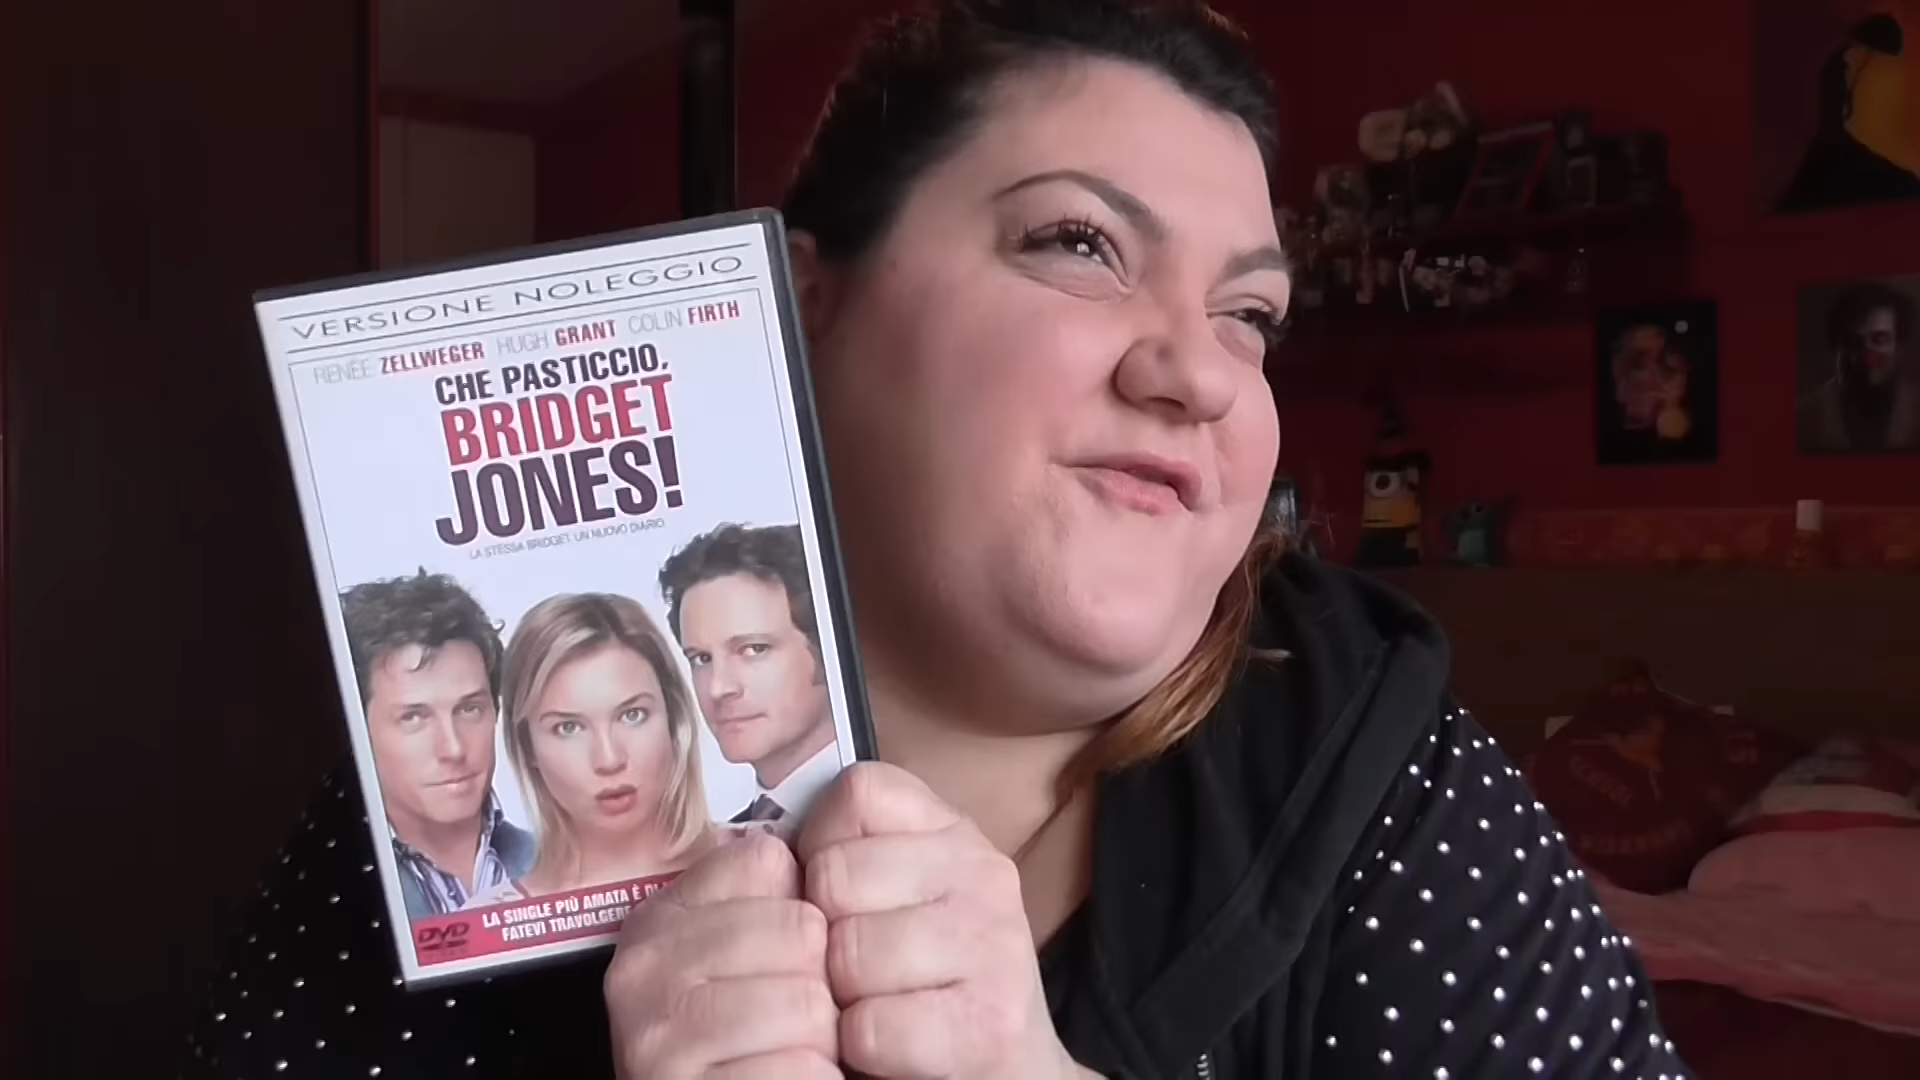 VERSIONE NOLEGGIO
RENÉE ZELLWEGER HUGH GRANT COLIN FIRTH
CHE PASTICCIO,
BRIDGET
JONES!
LA STESSA BRIDGET. UN NUOVO DIARIO.
LA SINGLE PIÙ AMATA È DI
FATEVI TRAVOLGERE
DVD